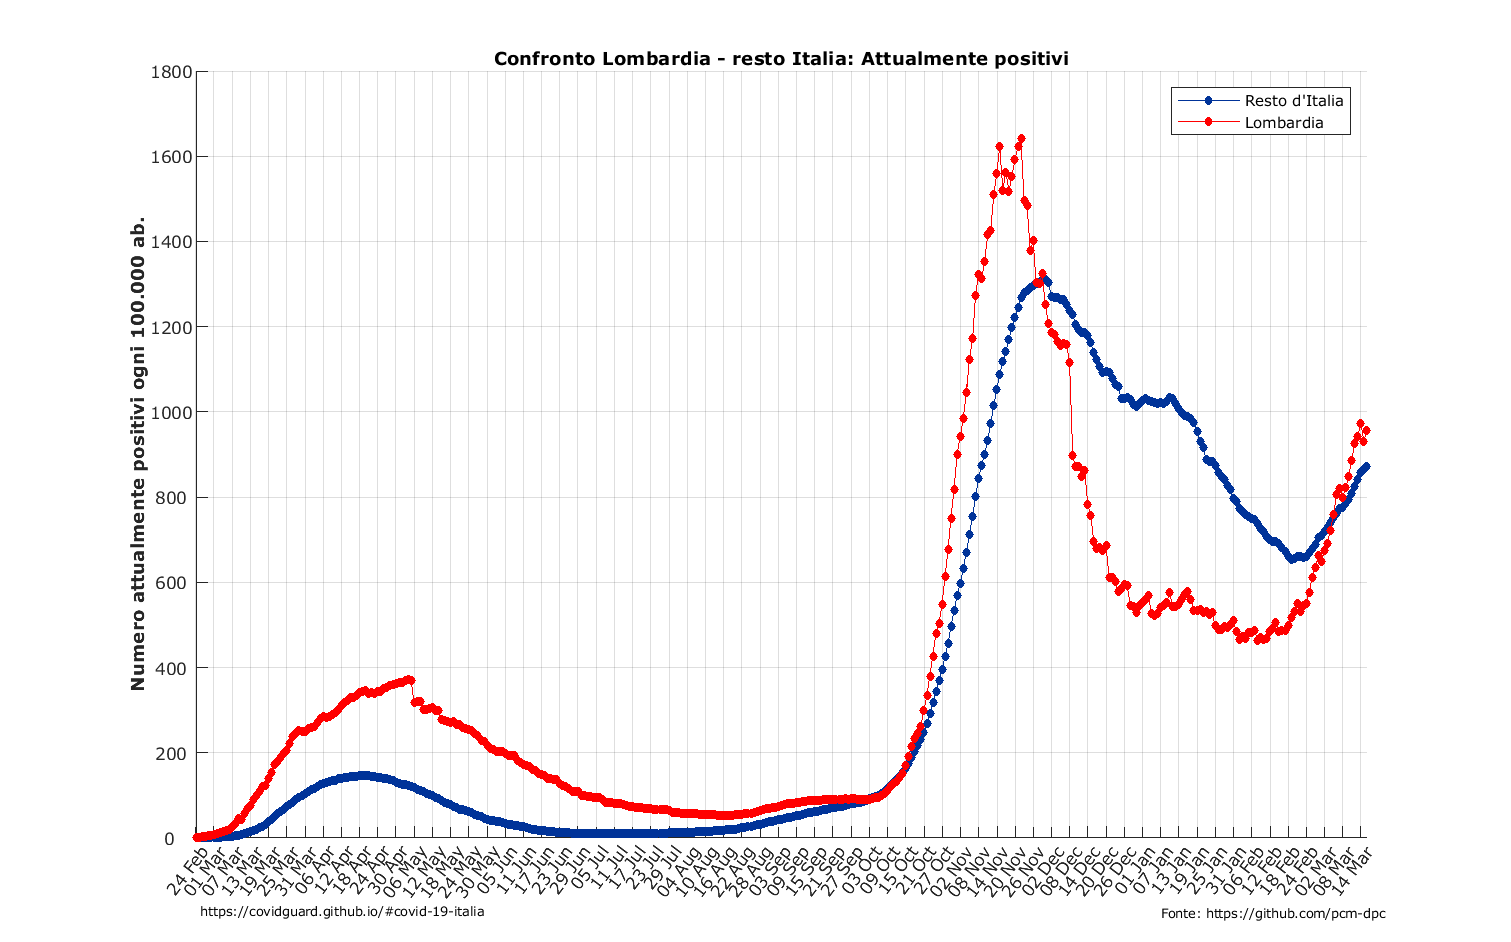 Confronto Lombardia - resto Italia: Attualmente positivi
1800
1600
1400
1200
1000
800
600
400
200
0
Numero attualmente positivi ogni 100.000 ab.
Resto d'Italia
Lombardia
24 Feb
01 Mar
07 Mar
13 Mar
19 Mar
25 Mar
31 Mar
06 Apr
12 Apr
18 Apr
24 Apr
30 Apr
06 May
12 May
18 May
24 May
30 May
05 Jun
11 Jun
17 Jun
23 Jun
29 Jun
05 Jul
11 Jul
17 Jul
23 Jul
29 Jul
04 Aug
10 Aug
16 Aug
22 Aug
28 Aug
03 Sep
09 Sep
15 Sep
21 Sep
27 Sep
03 Oct
09 Oct
15 Oct
21 Oct
27 Oct
02 Nov
08 Nov
14 Nov
20 Nov
26 Nov
02 Dec
08 Dec
14 Dec
20 Dec
26 Dec
01 Jan
07 Jan
13 Jan
19 Jan
25 Jan
31 Jan
06 Feb
12 Feb
18 Feb
24 Feb
02 Mar
08 Mar
14 Mar
https://covidguard.github.io/#covid-19-italia
Fonte: https://github.com/pcm-dpc